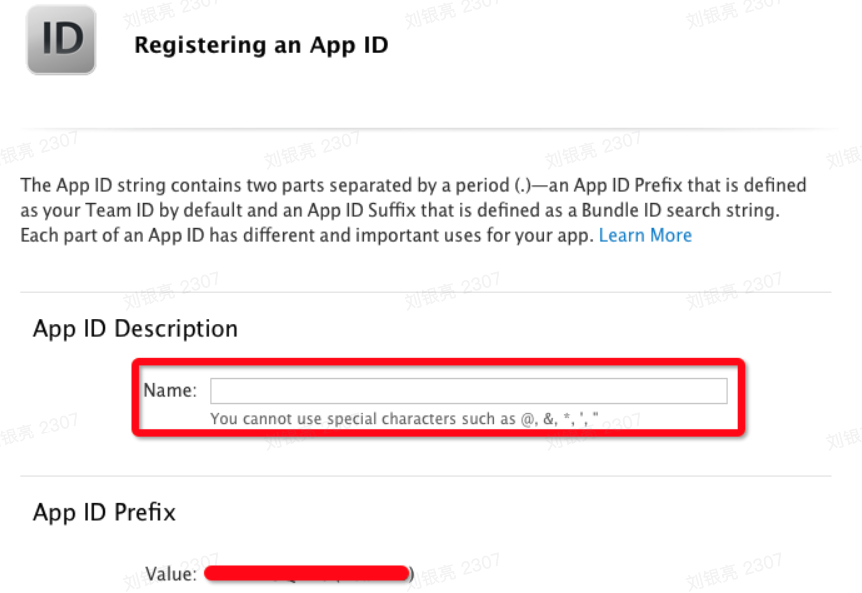 ID
Registering an App ID
The App ID string contains two parts separated by a period (.)—an App ID Prefix that is defined
as your Team ID by default and an App ID Suffix that is defined as a Bundle ID search string.
Each part of an App ID has different and important uses for your app. Learn More
App ID Description
Name:
You cannot use special characters such as @, &, *, ', "
App ID Prefix
Value: )
刘银亮 2307